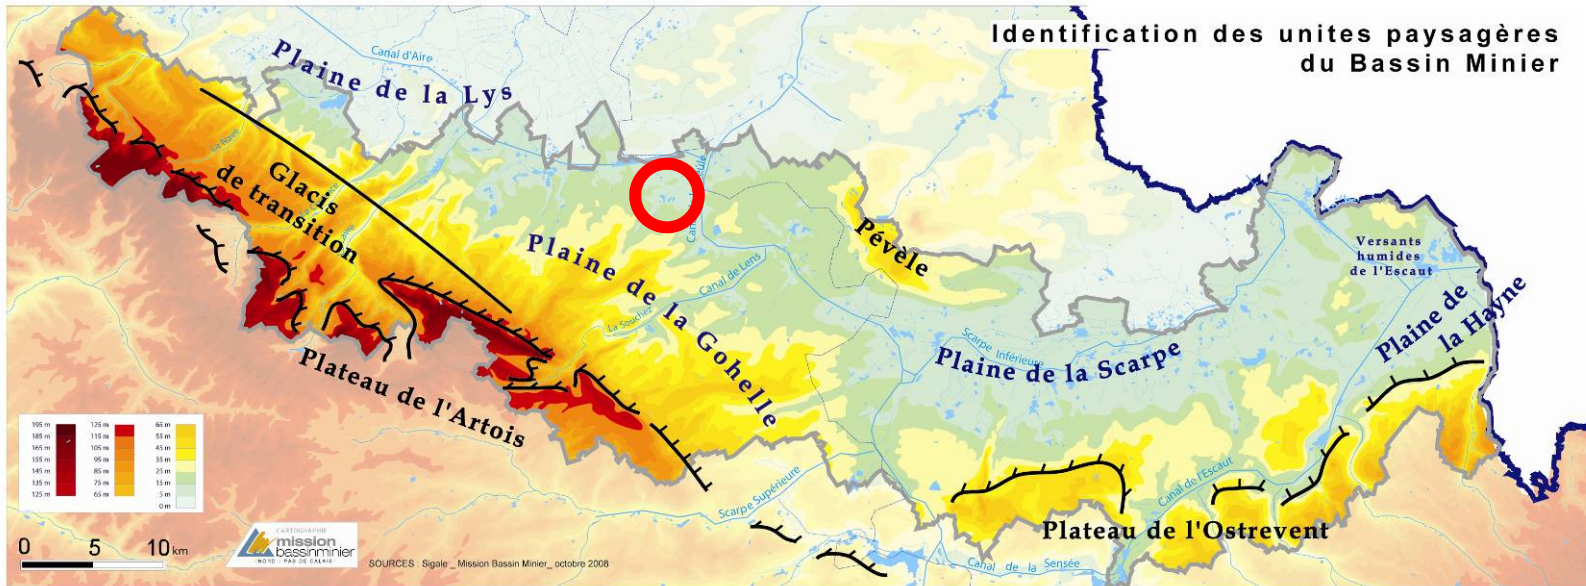 Identification des unites paysagères
du Bassin Minier
Canal d'Aire
Plaine de la Lys
La Nave
Glacis
de transition
Plaine de la Gohelle
Canal de Lens
La Souchez
Pévèle
Versants
humides
de l'Escaut
Plaine de
la Hayne
Scarpe Inférieure
Plaine de la Scarpe
Plateau de l'Artois
Scarpe Supérieure
Canal de l'Escaut
Plateau de l'Ostrevent
Canal de la Sensée
195 m 125 m 65 m
185 m 115 m 55 m
165 m 105 m 45 m
155 m 95 m 35 m
145 m 85 m 25 m
135 m 75 m 15 m
125 m 65 m 5 m
0 m
0 5 10 km
CARTOGRAPHIE
mission
bassinminier
NORD - PAS DE CALAIS
SOURCES : Sigale _ Mission Bassin Minier_ octobre 2008